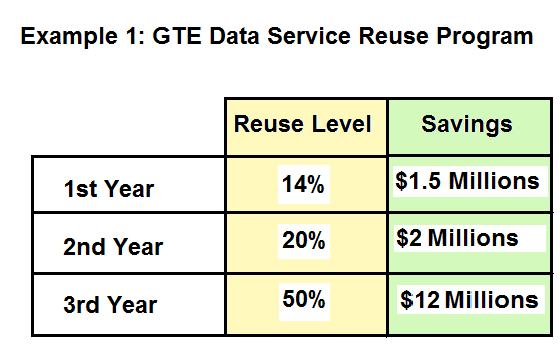 Example 1: GTE Data Service Reuse Program
Reuse Level Savings
1st Year 14% $1.5 Millions
2nd Year 20% $2 Millions
3rd Year 50% $12 Millions